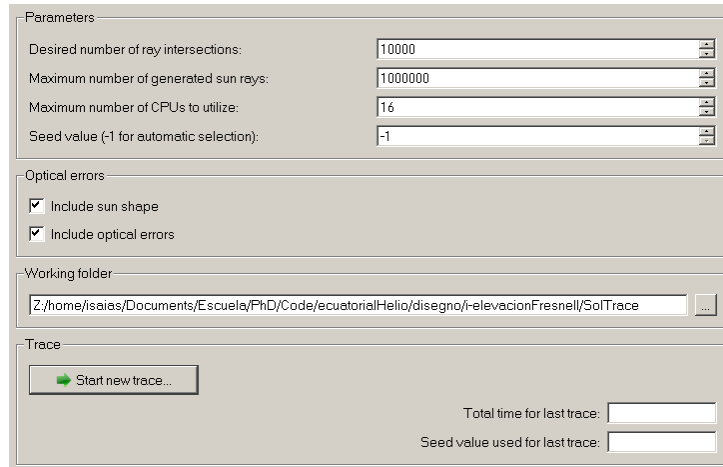 Parameters
Desired number of ray intersections: 10000
Maximum number of generated sun rays: 1000000
Maximum number of CPUs to utilize: 16
Seed value (-1 for automatic selection): -1
Optical errors
Include sun shape
Include optical errors
Working folder
Z:/home/isaias/Documents/Escuela/PhD/Code/ecuatorialHelio/disegno/i-elevacionFresnell/SolTrace ...
Trace
Start new trace...
Total time for last trace:
Seed value used for last trace: